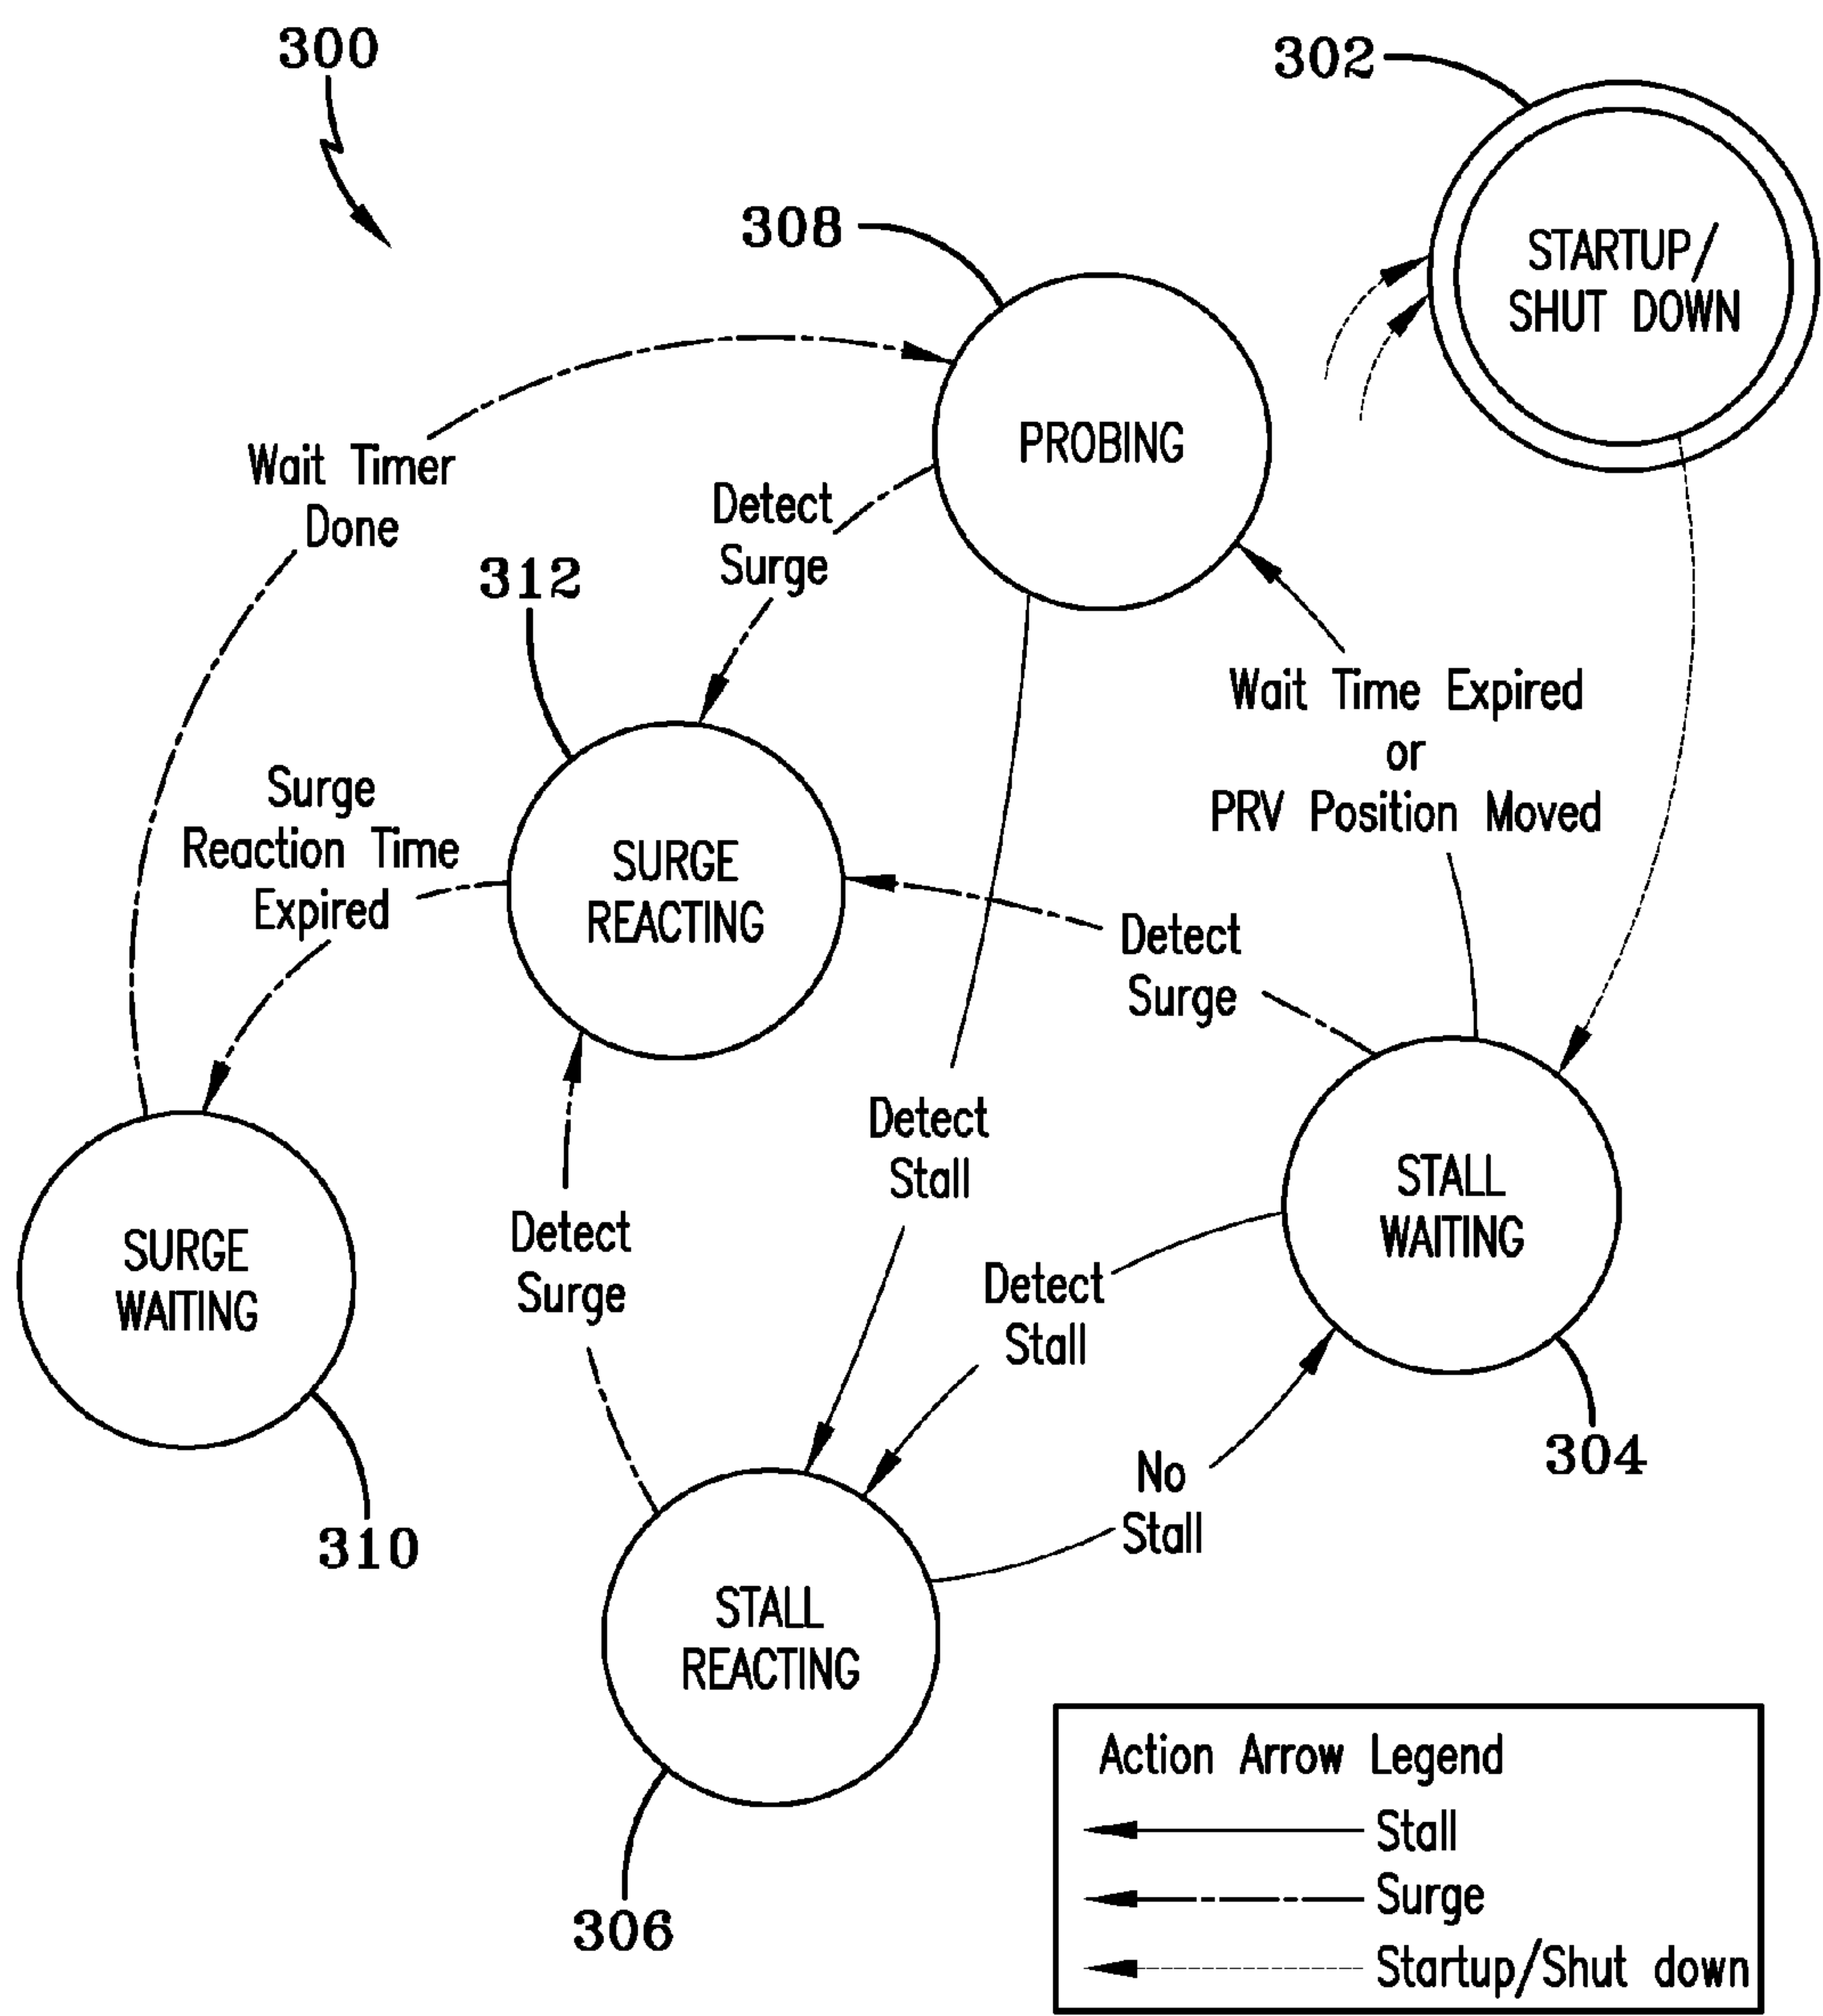 300
302
308
STARTUP/
SHUT DOWN
PROBING
Wait Timer
Done
Detect
Surge
312
Wait Time Expired
or
PRV Position Moved
Surge
Reaction Time
Expired
SURGE
REACTING
Detect
Surge
Detect
Stall
STALL
WAITING
SURGE
WAITING
Detect
Surge
Detect
Stall
304
No
Stall
310
STALL
REACTING
306
Action Arrow Legend
Stall
Surge
Startup/Shut down